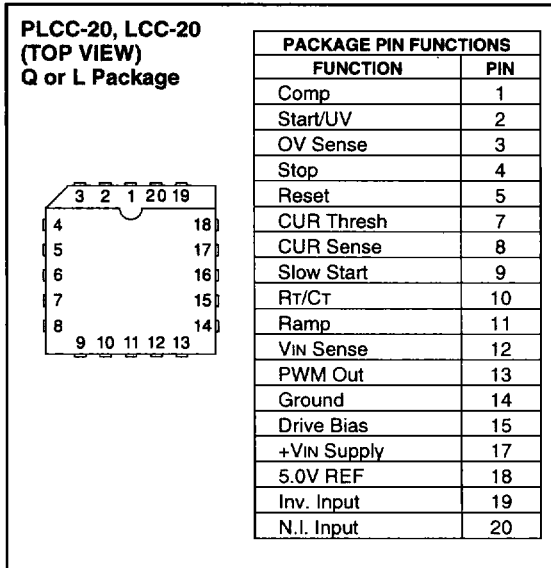 PLCC-20, LCC-20
(TOP VIEW)
Q or L Package
3 2 1 20 19
4 18
5 17
6 16
7 15
8 14
9 10 11 12 13
PACKAGE PIN FUNCTIONS
FUNCTION PIN
Comp 1
Start/UV 2
OV Sense 3
Stop 4
Reset 5
CUR Thresh 7
CUR Sense 8
Slow Start 9
RT/CT 10
Ramp 11
VIN Sense 12
PWM Out 13
Ground 14
Drive Bias 15
+VIN Supply 17
5.0V REF 18
Inv. Input 19
N.I. Input 20